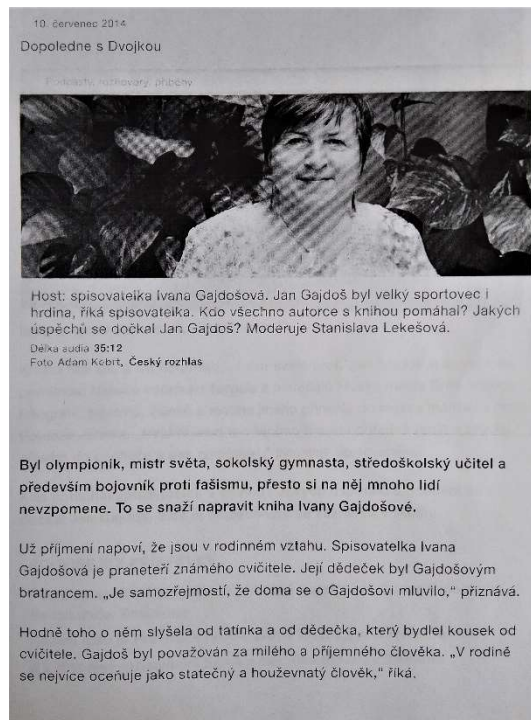 10. červenec 2014
Dopoledne s Dvojkou
Podcasty, rozhovory, příběhy
Host: spisovatelka Ivana Gajdošová. Jan Gajdoš byl velký sportovec i
hrdina, říká spisovatelka. Kdo všechno autorce s knihou pomáhal? Jakých
úspěchů se dočkal Jan Gajdoš? Moderuje Stanislava Lekešová.
Délka audia 35:12
Foto Adam Kebrt, Český rozhlas
Byl olympionik, mistr světa, sokolský gymnasta, středoškolský učitel a
především bojovník proti fašismu, přesto si na něj mnoho lidí
nevzpomene. To se snaží napravit kniha Ivany Gajdošové.
Už příjmení napoví, že jsou v rodinném vztahu. Spisovatelka Ivana
Gajdošová je praneteří známého cvičitele. Její dědeček byl Gajdošovým
bratrancem. „Je samozřejmostí, že doma se o Gajdošovi mluvilo,“ přiznává.
Hodně toho o něm slyšela od tatínka a od dědečka, který bydlel kousek od
cvičitele. Gajdoš byl považován za milého a příjemného člověka. „V rodině
se nejvíce oceňuje jako statečný a houževnatý člověk,“ říká.